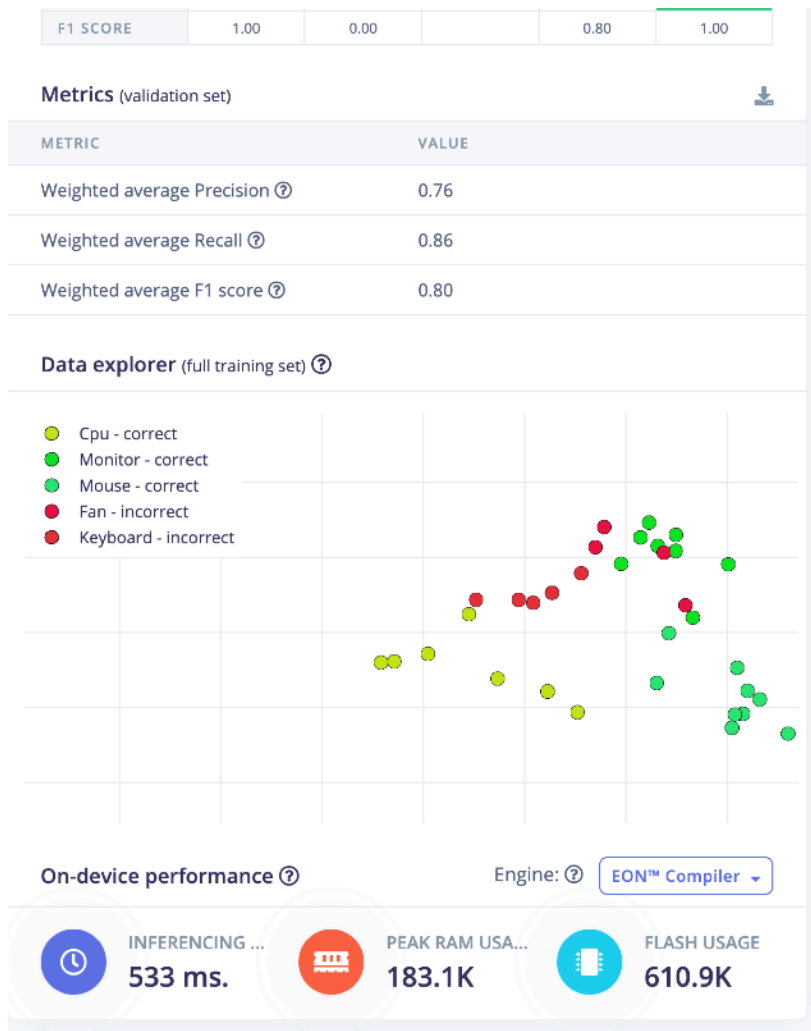 F1 SCORE 1.00 0.00 0.80 1.00
Metrics (validation set)
METRIC VALUE
Weighted average Precision ? 0.76
Weighted average Recall ? 0.86
Weighted average F1 score ? 0.80
Data explorer (full training set) ?
Cpu - correct
Monitor - correct
Mouse - correct
Fan - incorrect
Keyboard - incorrect
On-device performance ? Engine: ? EON™ Compiler
INFERENCING ... PEAK RAM USA... FLASH USAGE
533 ms. 183.1K 610.9K